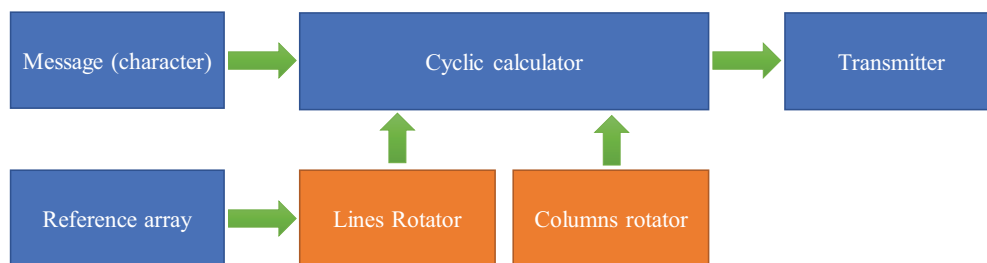 Message (character)
Cyclic calculator
Transmitter
Reference array
Lines Rotator
Columns rotator